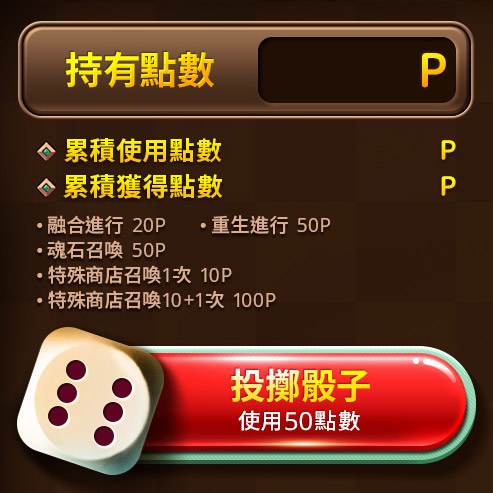 持有點數 P
累積使用點數 P
累積獲得點數 P
•融合進行 20P •重生進行 50P
•魂石召喚 50P
•特殊商店召喚1次 10P
•特殊商店召喚10+1次 100P
投擲骰子
使用50點數